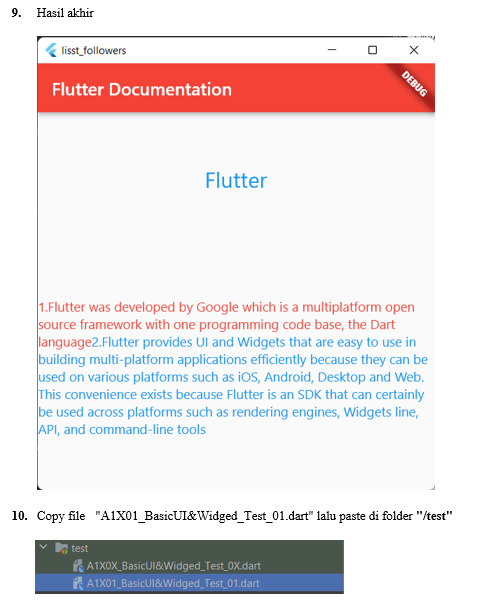 9. Hasil akhir
lisst_followers
Flutter Documentation
DEBUG
Flutter
1.Flutter was developed by Google which is a multiplatform open
source framework with one programming code base, the Dart
language2.Flutter provides UI and Widgets that are easy to use in
building multi-platform applications efficiently because they can be
used on various platforms such as iOS, Android, Desktop and Web.
This convenience exists because Flutter is an SDK that can certainly
be used across platforms such as rendering engines, Widgets line,
API, and command-line tools
10. Copy file "A1X01_BasicUI&Widged_Test_01.dart" lalu paste di folder "/test"
test
A1X0X_BasicUI&Widged_Test_0X.dart
A1X01_BasicUI&Widged_Test_01.dart